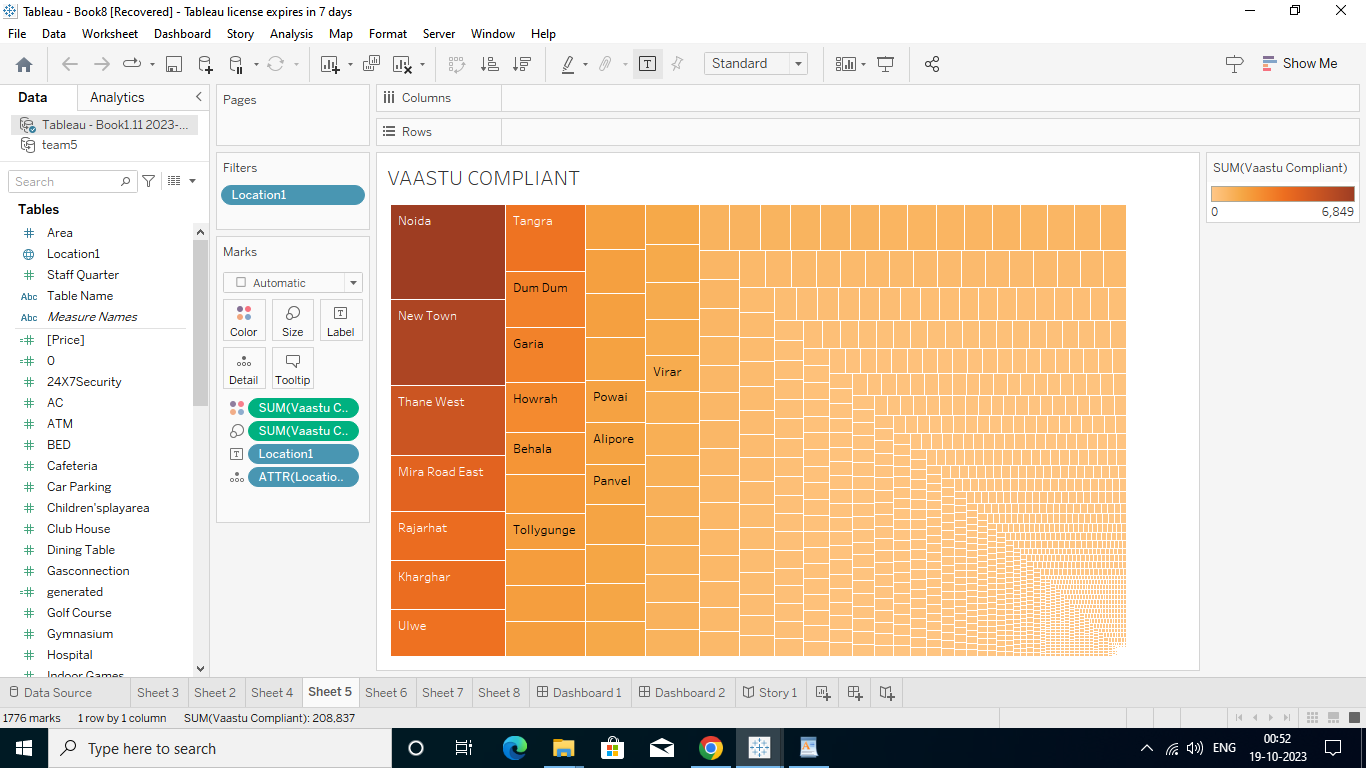 Tableau - Book8 [Recovered] - Tableau license expires in 7 days
File Data Worksheet Dashboard Story Analysis Map Format Server Window Help
Standard
Show Me
Data Analytics
Tableau - Book1.11 2023-...
team5
Search
Tables
Area
Location1
Staff Quarter
Abc Table Name
Abc Measure Names
[Price]
0
24X7Security
AC
ATM
BED
Cafeteria
Car Parking
Children'splayarea
Club House
Dining Table
Gasconnection
generated
Golf Course
Gymnasium
Hospital
Indoor Games
Pages
Filters
Location1
Marks
Automatic
Color Size Label
Detail Tooltip
SUM(Vaastu C..
SUM(Vaastu C..
Location1
ATTR(Locatio..
Columns
Rows
VAASTU COMPLIANT
Noida
New Town
Thane West
Mira Road East
Rajarhat
Kharghar
Ulwe
Tangra
Dum Dum
Garia
Howrah
Behala
Tollygunge
Powai
Alipore
Panvel
Virar
SUM(Vaastu Compliant)
0 6,849
Data Source Sheet 3 Sheet 2 Sheet 4 Sheet 5 Sheet 6 Sheet 7 Sheet 8 Dashboard 1 Dashboard 2 Story 1
1776 marks 1 row by 1 column SUM(Vaastu Compliant): 208,837
Type here to search
ENG
00:52
19-10-2023